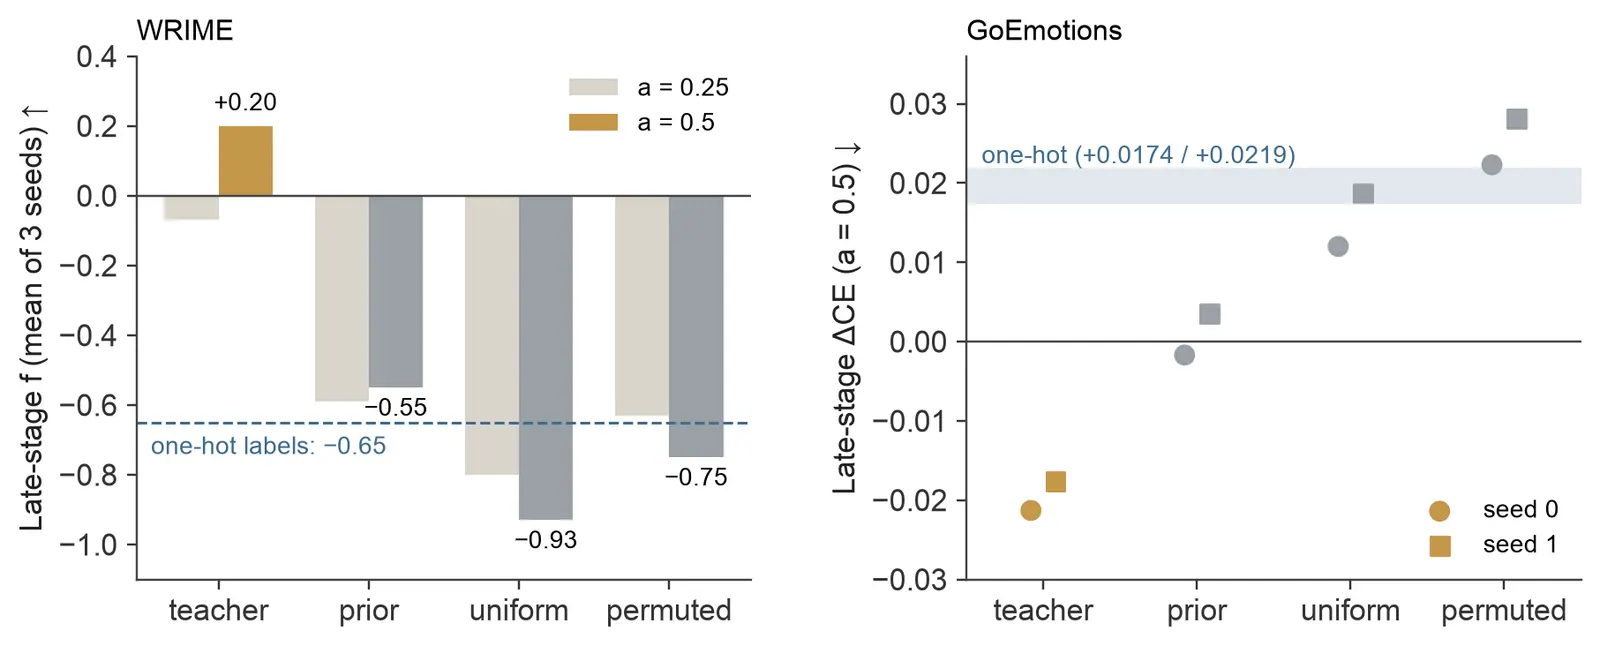 WRIME
Late-stage f (mean of 3 seeds) ↑
0.4
0.2
0.0
−0.2
−0.4
−0.6
−0.8
−1.0
+0.20
−0.55
−0.93
−0.75
one-hot labels: −0.65
a = 0.25
a = 0.5
teacher
prior
uniform
permuted
GoEmotions
Late-stage ΔCE (a = 0.5) ↓
0.03
0.02
0.01
0.00
−0.01
−0.02
−0.03
one-hot (+0.0174 / +0.0219)
seed 0
seed 1
teacher
prior
uniform
permuted